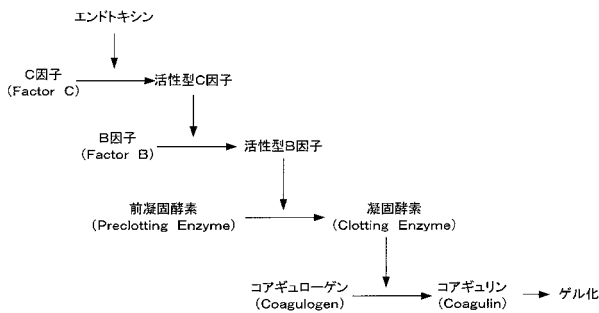 エンドトキシン
C因子
(Factor C)
活性型C因子
B因子
(Factor B)
活性型B因子
前凝固酵素
(Preclotting Enzyme)
凝固酵素
(Clotting Enzyme)
コアギュローゲン
(Coagulogen)
コアギュリン
(Coagulin)
ゲル化